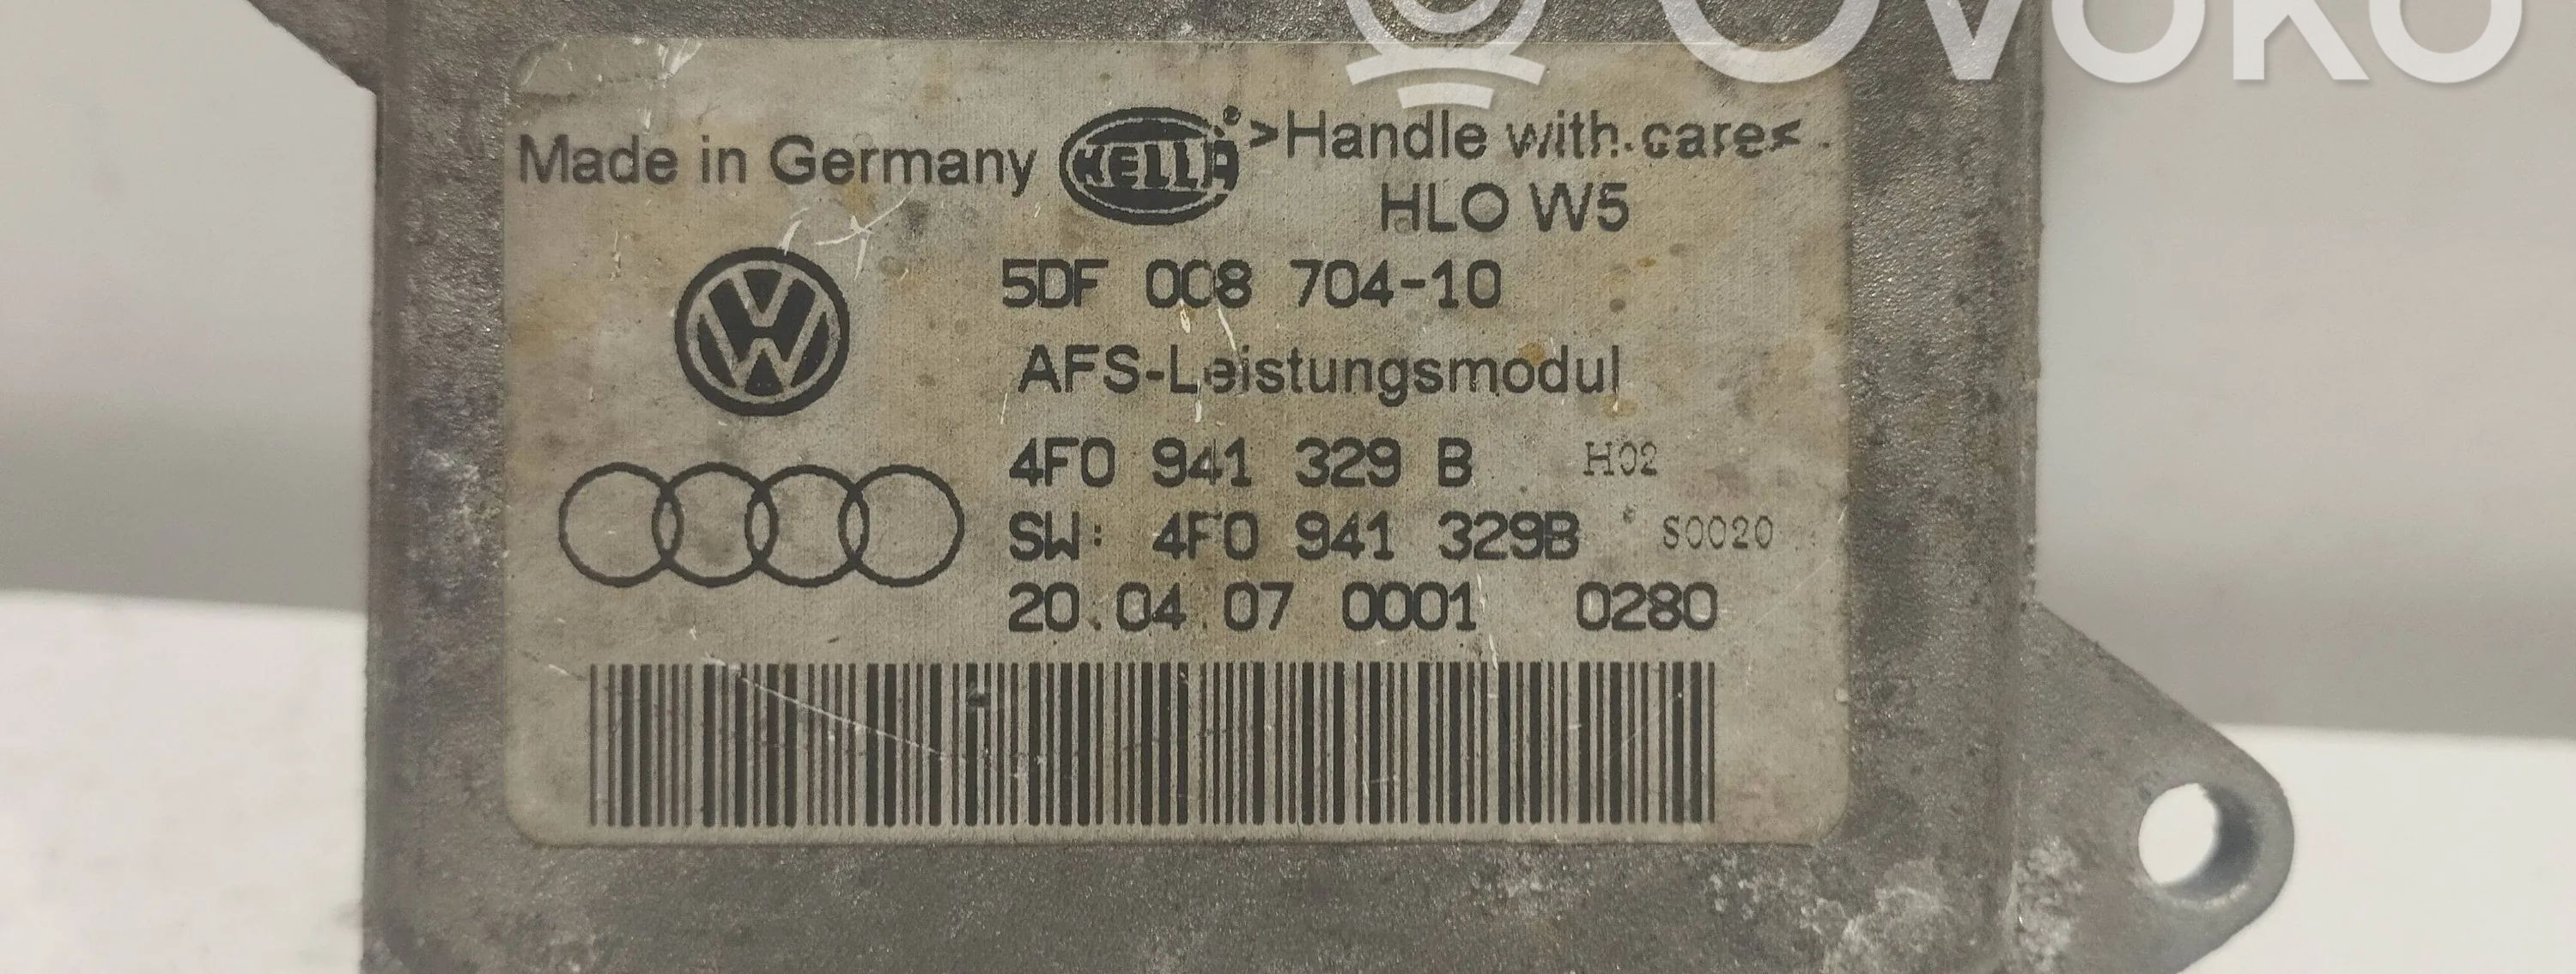 OVOKO
Made in Germany HELLA >Handle with care<
HLO W5
5DF 008 704-10
AFS-Leistungsmodul
4F0 941 329 B H02
SW: 4F0 941 329B S0020
20.04.07 0001 0280